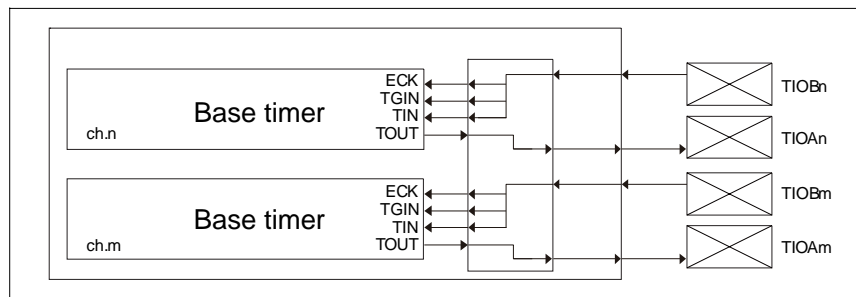 ECK
TIOBn
TGIN
Base timer
TIN
ch.n
TOUT
TIOAn
ECK
TIOBm
TGIN
Base timer
TIN
ch.m
TOUT
TIOAm